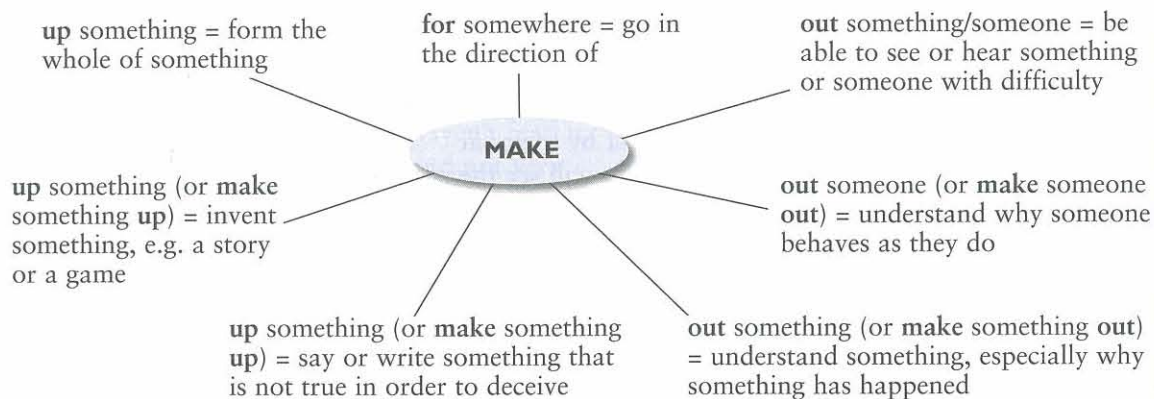 up something = form the
whole of something
for somewhere = go in
the direction of
out something/someone = be
able to see or hear something
or someone with difficulty
MAKE
up something (or make
something up) = invent
something, e.g. a story
or a game
out someone (or make someone
out) = understand why someone
behaves as they do
up something (or make something
up) = say or write something that
is not true in order to deceive
out something (or make something out)
= understand something, especially why
something has happened